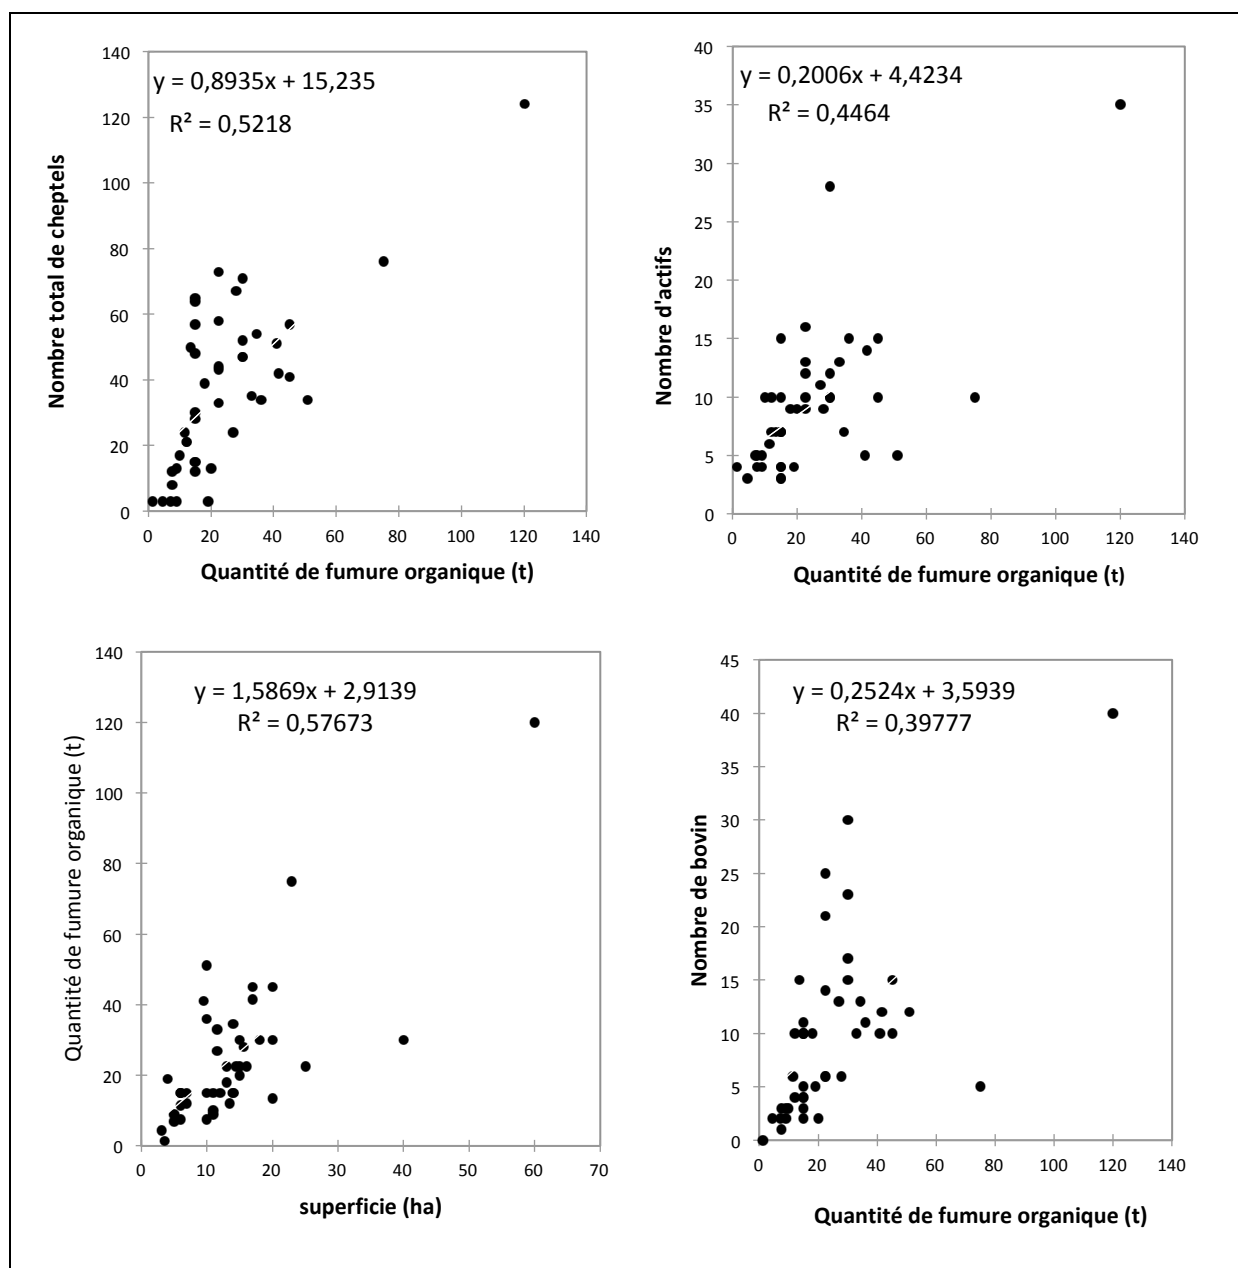 y = 0,8935x + 15,235
R² = 0,5218
140
120
100
80
60
40
20
0
0 20 40 60 80 100 120 140
Nombre total de cheptels
Quantité de fumure organique (t)
y = 0,2006x + 4,4234
R² = 0,4464
40
35
30
25
20
15
10
5
0
0 20 40 60 80 100 120 140
Nombre d'actifs
Quantité de fumure organique (t)
y = 1,5869x + 2,9139
R² = 0,57673
140
120
100
80
60
40
20
0
0 10 20 30 40 50 60 70
Quantité de fumure organique (t)
superficie (ha)
y = 0,2524x + 3,5939
R² = 0,39777
45
40
35
30
25
20
15
10
5
0
0 20 40 60 80 100 120 140
Nombre de bovin
Quantité de fumure organique (t)